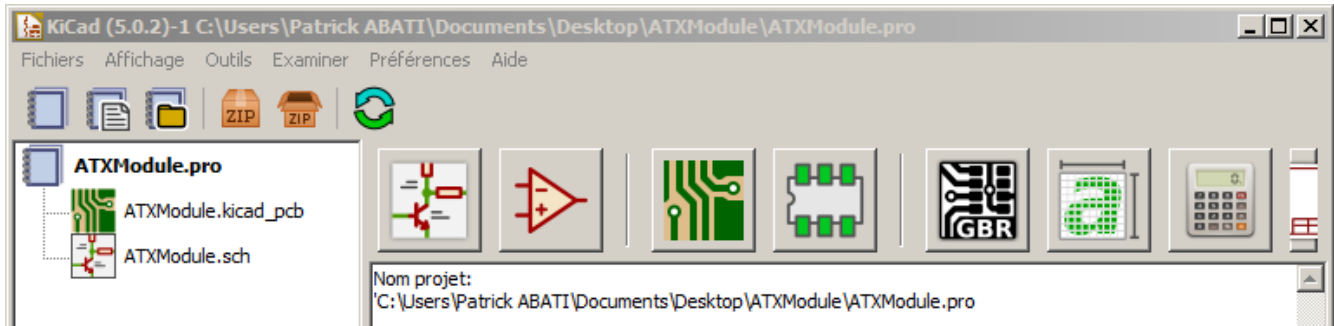 KiCad (5.0.2)-1 C:\Users\Patrick ABATI\Documents\Desktop\ATXModule\ATXModule.pro
Fichiers Affichage Outils Examiner Préférences Aide
ZIP ZIP
ATXModule.pro
ATXModule.kicad_pcb
ATXModule.sch
GBR a 0.
Nom projet:
'C:\Users\Patrick ABATI\Documents\Desktop\ATXModule\ATXModule.pro